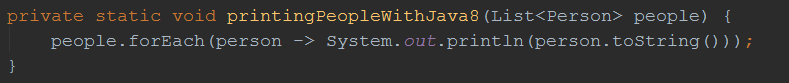 private static void printingPeopleWithJava8(List<Person> people) {
    people.forEach(person -> System.out.println(person.toString()));
}